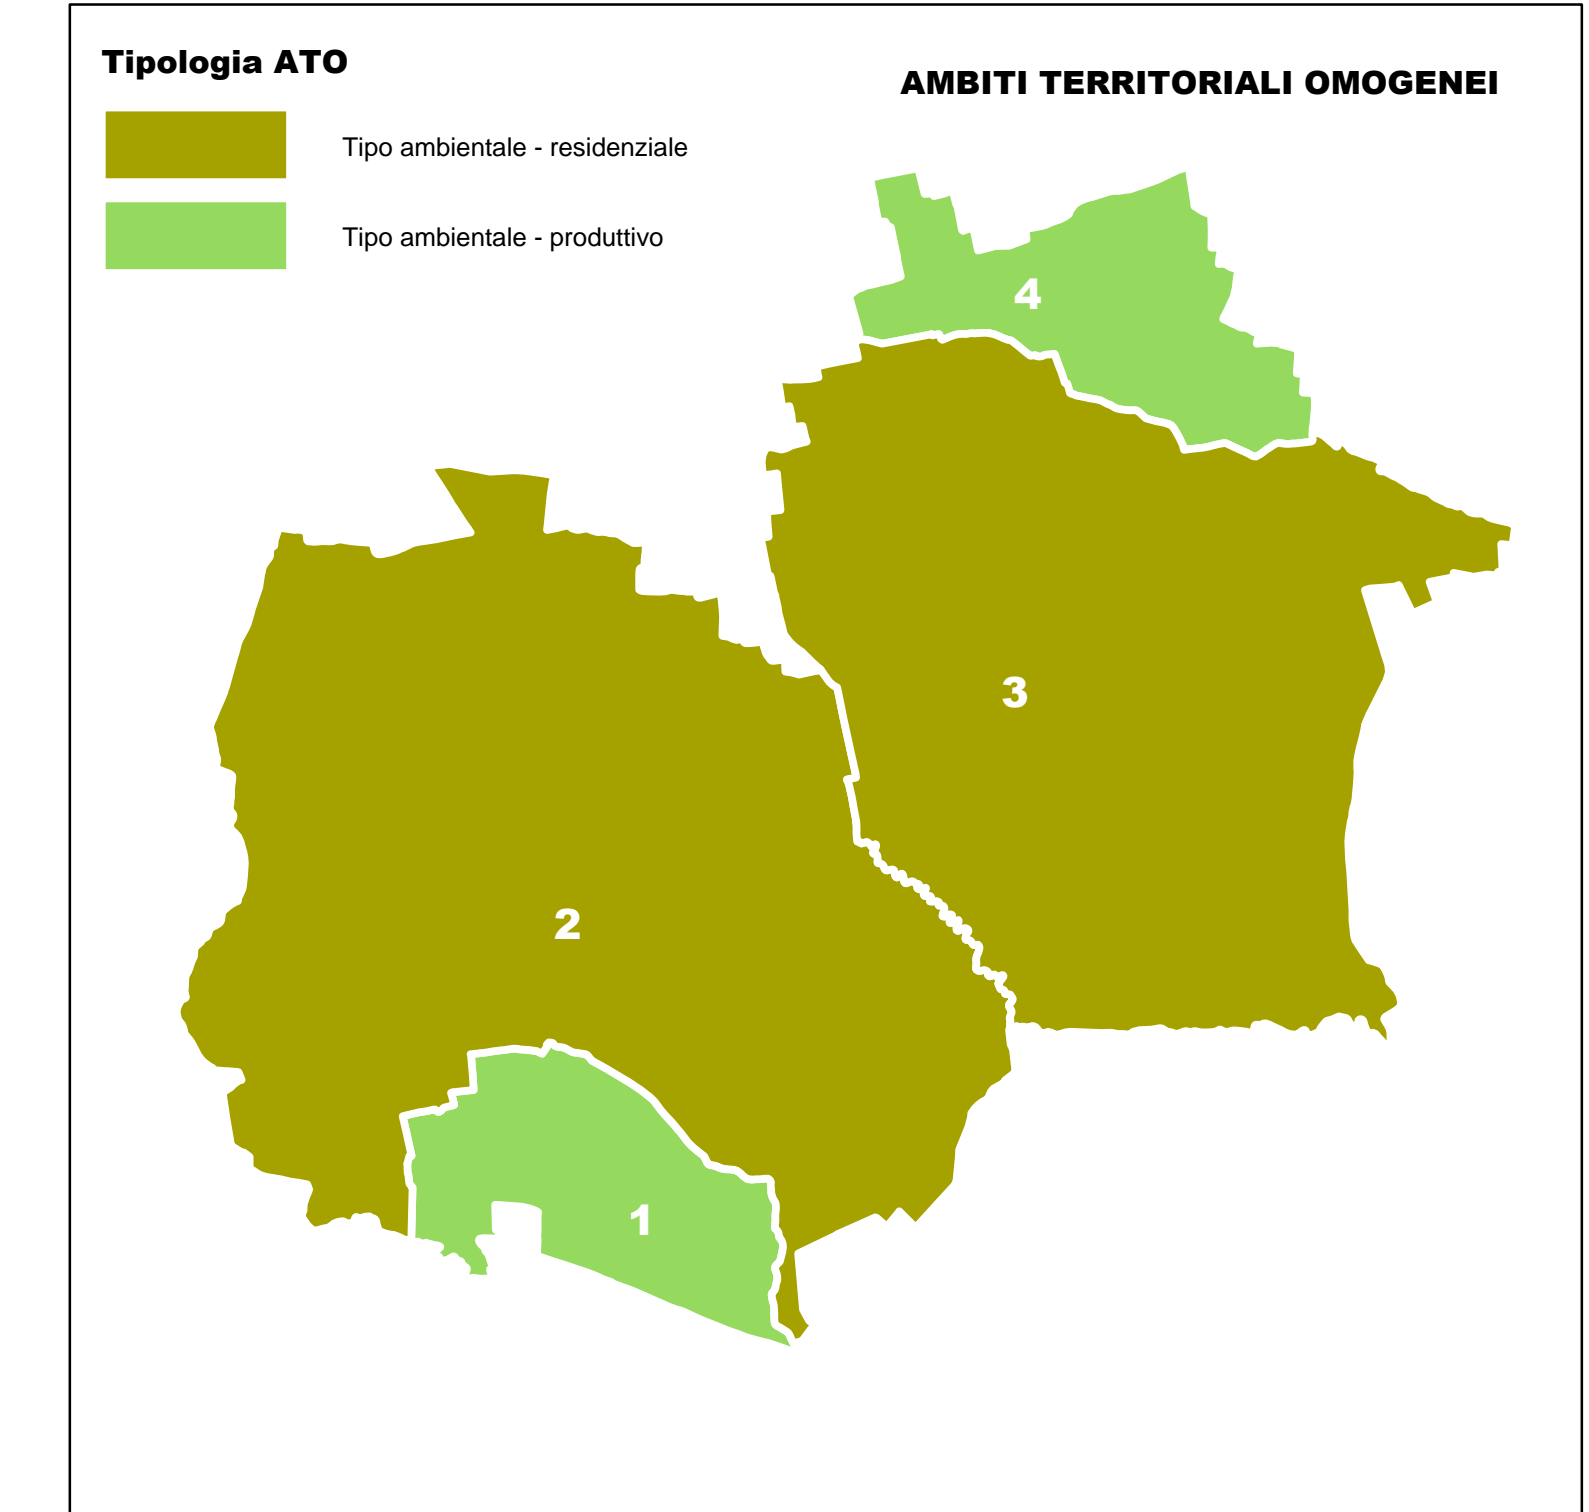 Tipologia ATO
AMBITI TERRITORIALI OMOGENEI
Tipo ambientale - residenziale
Tipo ambientale - produttivo
4
3
2
1